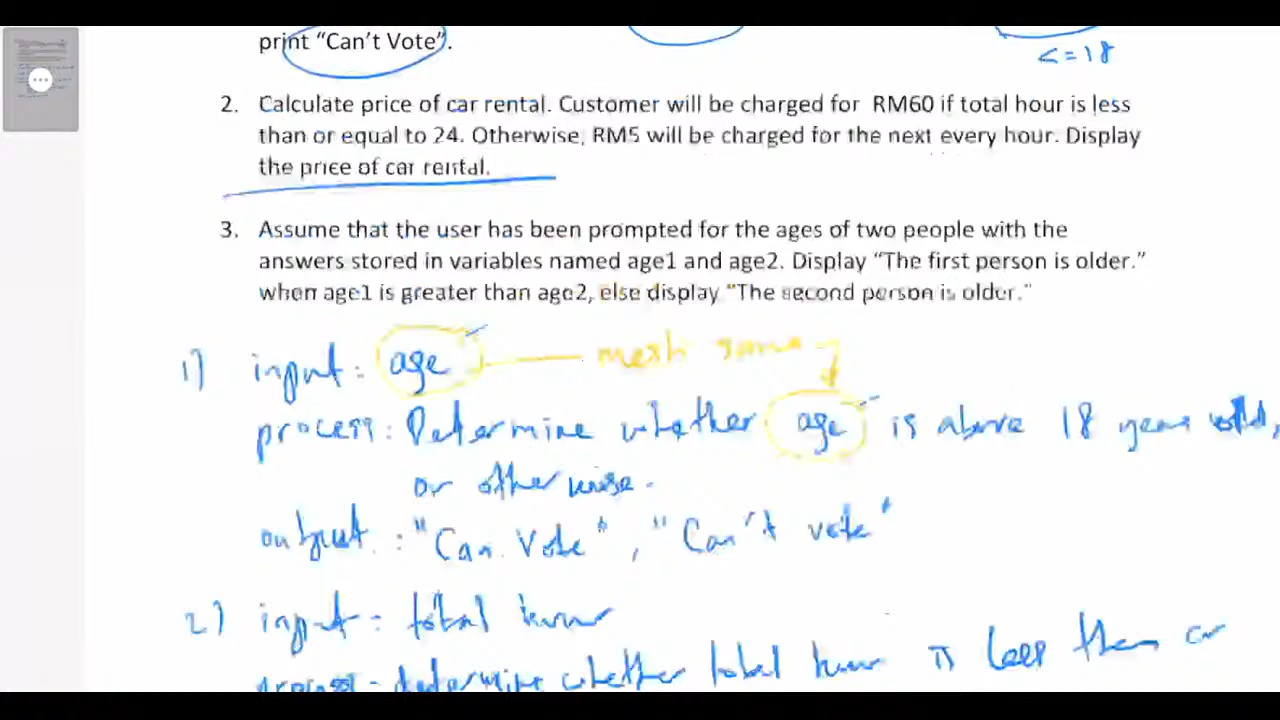 print “Can’t Vote”.
<=18
2. Calculate price of car rental. Customer will be charged for RM60 if total hour is less
than or equal to 24. Otherwise, RM5 will be charged for the next every hour. Display
the price of car rental.
3. Assume that the user has been prompted for the ages of two people with the
answers stored in variables named age1 and age2. Display “The first person is older.”
when age1 is greater than age2, else display “The second person is older.”
1) input: age same
process: Determine whether age is above 18 years
or otherwise.
output: "Can Vote", "Can't vote"
2) input: total hour
process - determine whether total hour is less than or